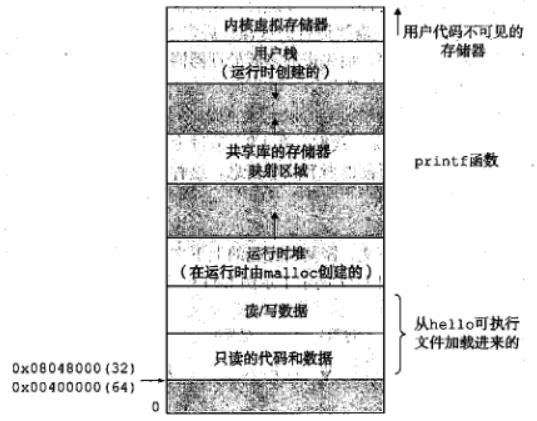 内核虚拟存储器
用户代码不可见的
存储器
用户栈
(运行时创建的)
共享库的存储器
映射区域
printf函数
运行时堆
(在运行时由malloc创建的)
读/写数据
从hello可执行
文件加载进来的
只读的代码和数据
0x08048000(32)
0x00400000(64)
0